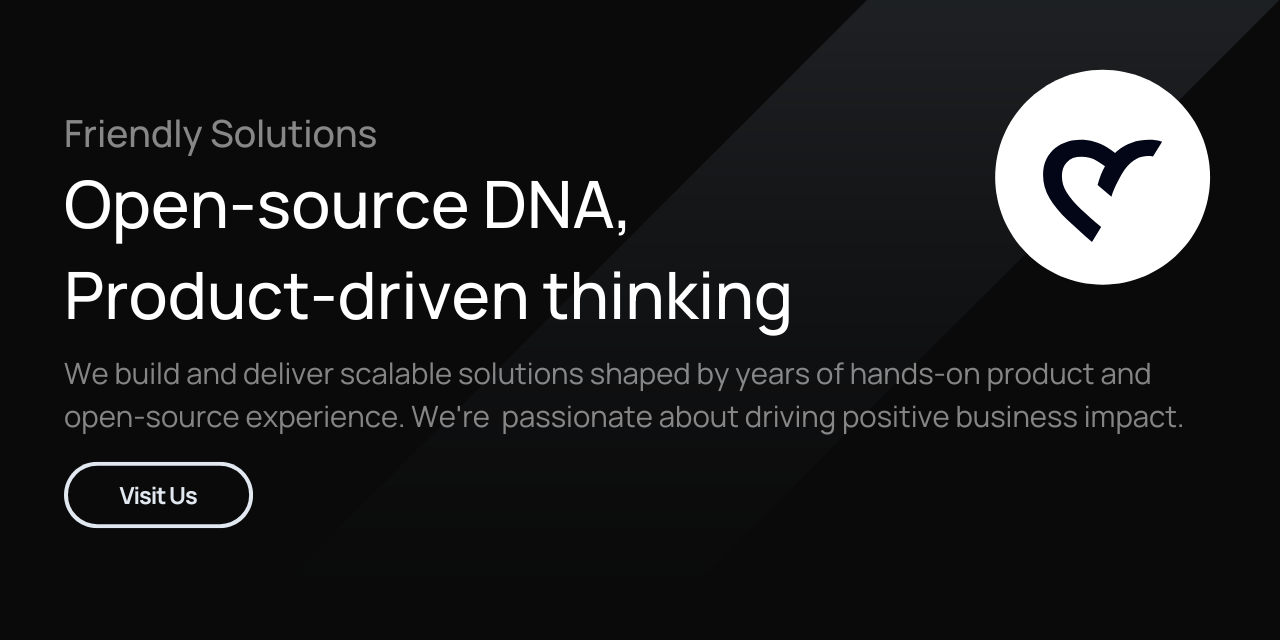 Friendly Solutions
Open-source DNA,
Product-driven thinking
We build and deliver scalable solutions shaped by years of hands-on product and
open-source experience. We're  passionate about driving positive business impact.
Visit Us